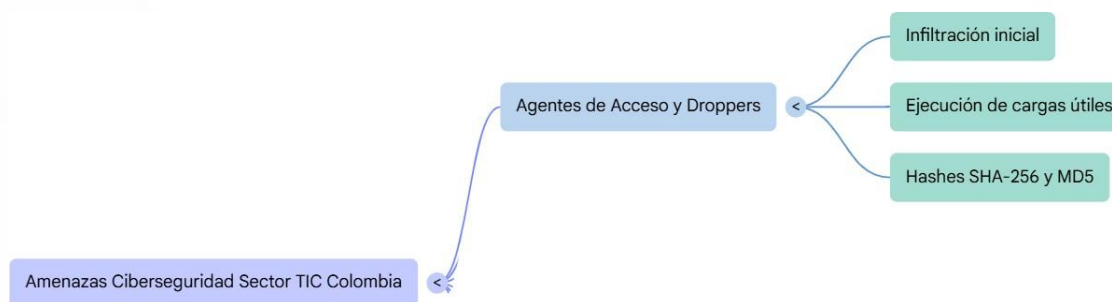 Infiltración inicial
Agentes de Acceso y Droppers
<
Ejecución de cargas útiles
Hashes SHA-256 y MD5
Amenazas Ciberseguridad Sector TIC Colombia
<